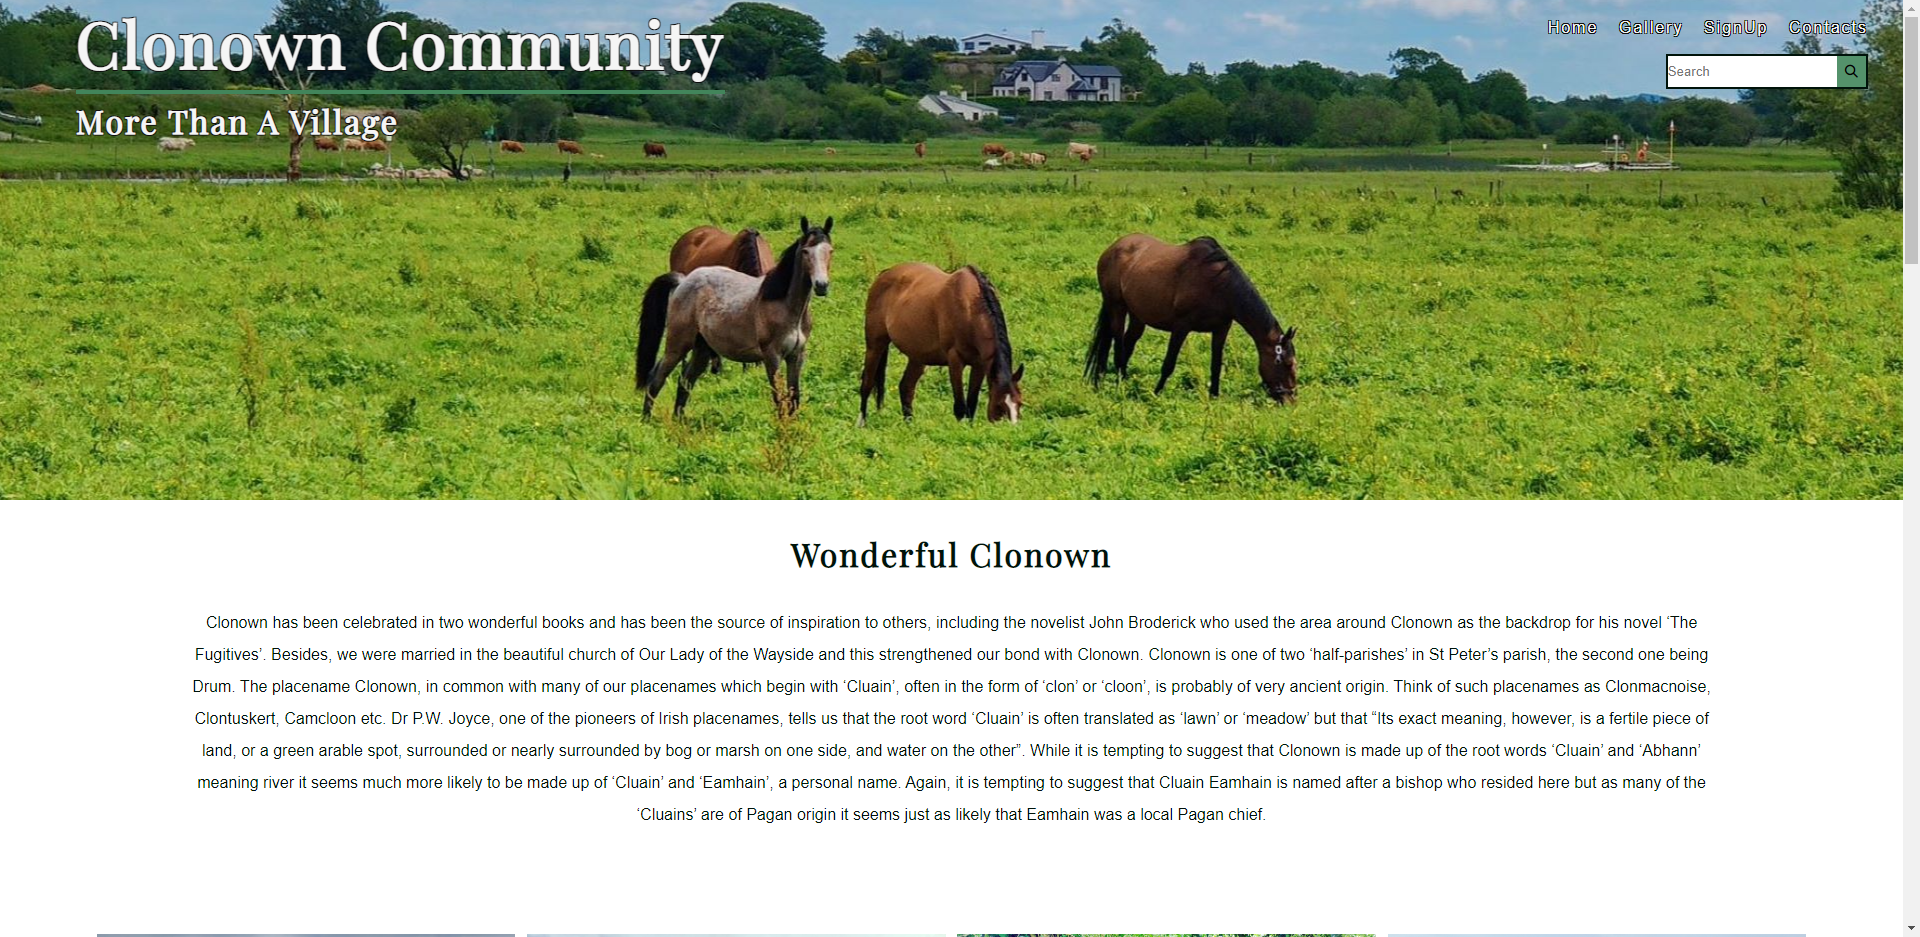 Clonown Community
Home Gallery SignUp Contacts
Search
More Than A Village
Wonderful Clonown
Clonown has been celebrated in two wonderful books and has been the source of inspiration to others, including the novelist John Broderick who used the area around Clonown as the backdrop for his novel ‘The
Fugitives’. Besides, we were married in the beautiful church of Our Lady of the Wayside and this strengthened our bond with Clonown. Clonown is one of two ‘half-parishes’ in St Peter’s parish, the second one being
Drum. The placename Clonown, in common with many of our placenames which begin with ‘Cluain’, often in the form of ‘clon’ or ‘cloon’, is probably of very ancient origin. Think of such placenames as Clonmacnoise,
Clontuskert, Camcloon etc. Dr P.W. Joyce, one of the pioneers of Irish placenames, tells us that the root word ‘Cluain’ is often translated as ‘lawn’ or ‘meadow’ but that “Its exact meaning, however, is a fertile piece of
land, or a green arable spot, surrounded or nearly surrounded by bog or marsh on one side, and water on the other”. While it is tempting to suggest that Clonown is made up of the root words ‘Cluain’ and ‘Abhann’
meaning river it seems much more likely to be made up of ‘Cluain’ and ‘Eamhain’, a personal name. Again, it is tempting to suggest that Cluain Eamhain is named after a bishop who resided here but as many of the
‘Cluains’ are of Pagan origin it seems just as likely that Eamhain was a local Pagan chief.